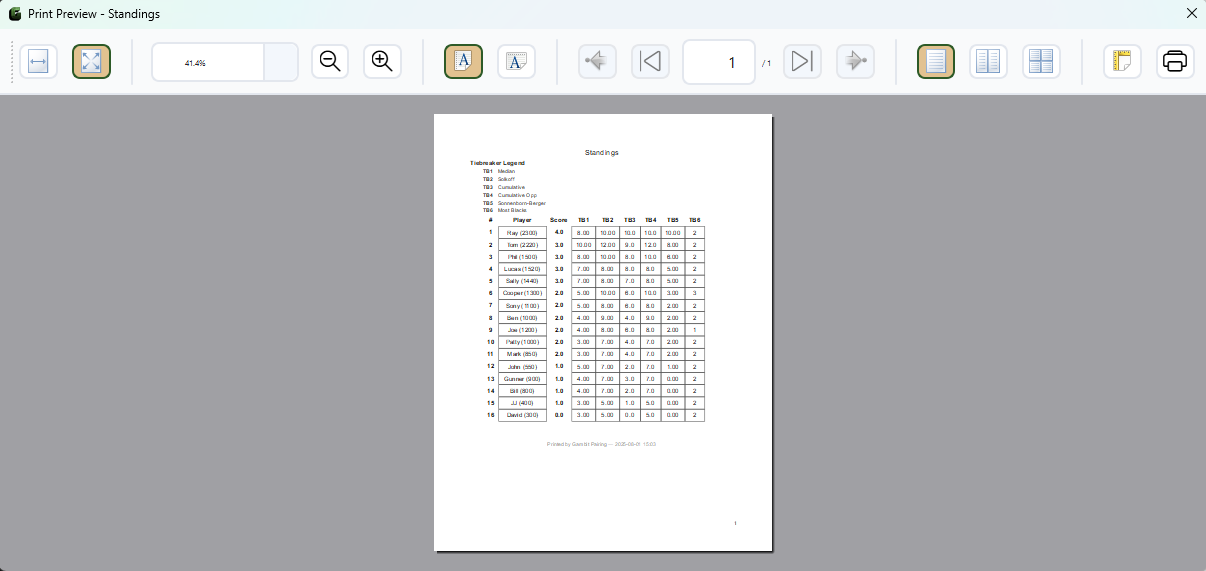 Print Preview - Standings
41.4%
A A 1 / 1
Standings
Tiebreaker Legend
TB1 Median
TB2 Solkoff
TB3 Cumulative
TB4 Cumulative Opp
TB5 Sonneborn-Berger
TB6 Most Blacks
# Player Score TB1 TB2 TB3 TB4 TB5 TB6
1 Ray (2300) 4.0 8.00 10.00 10.0 10.0 10.00 2
2 Tom (2220) 3.0 10.00 12.00 9.0 12.0 8.00 2
3 Phil (1500) 3.0 8.00 10.00 8.0 10.0 6.00 2
4 Lucas (1520) 3.0 7.00 8.00 8.0 8.0 5.00 2
5 Sally (1440) 3.0 7.00 8.00 7.0 8.0 5.00 2
6 Cooper (1300) 2.0 5.00 10.00 6.0 10.0 3.00 3
7 Sony (1100) 2.0 5.00 8.00 6.0 8.0 2.00 2
8 Ben (1000) 2.0 4.00 9.00 4.0 9.0 2.00 2
9 Joe (1200) 2.0 4.00 8.00 6.0 8.0 2.00 1
10 Patty (1000) 2.0 3.00 7.00 4.0 7.0 2.00 2
11 Mark (850) 2.0 3.00 7.00 4.0 7.0 2.00 2
12 John (550) 1.0 5.00 7.00 2.0 7.0 1.00 2
13 Gunner (900) 1.0 4.00 7.00 3.0 7.0 0.00 2
14 Bill (800) 1.0 4.00 7.00 2.0 7.0 0.00 2
15 JJ (400) 1.0 3.00 5.00 1.0 5.0 0.00 2
16 David (300) 0.0 3.00 5.00 0.0 5.0 0.00 2
Printed by Gambit Pairing — 2025-08-01 15:03
1